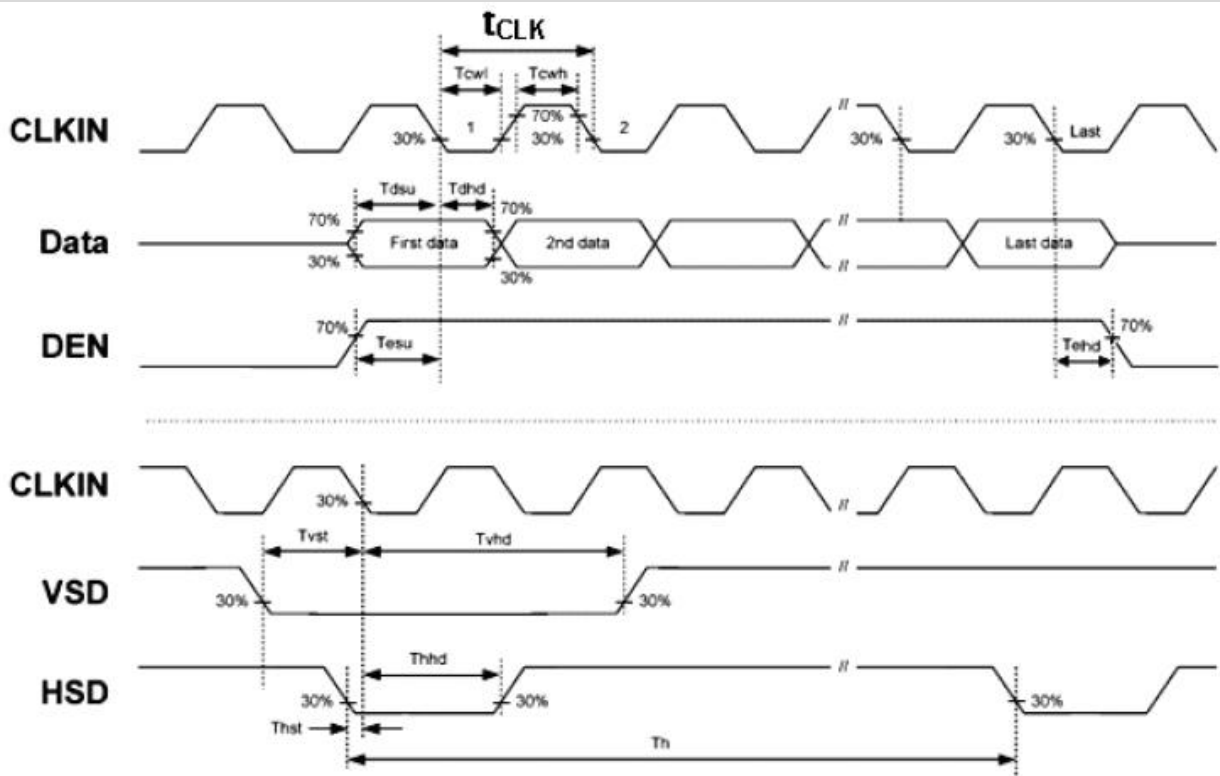 tCLK
Tcwl Tcwh
CLKIN 30% 1 70% 30% 2 30% 30% Last
Tdsu Tdhd
70% 70%
Data First data 2nd data Last data
30% 30%
DEN 70% Tesu Tehd 70%
CLKIN 30%
Tvst Tvhd
VSD 30% 30%
Thhd
HSD 30% 30% 30%
Thst
Th